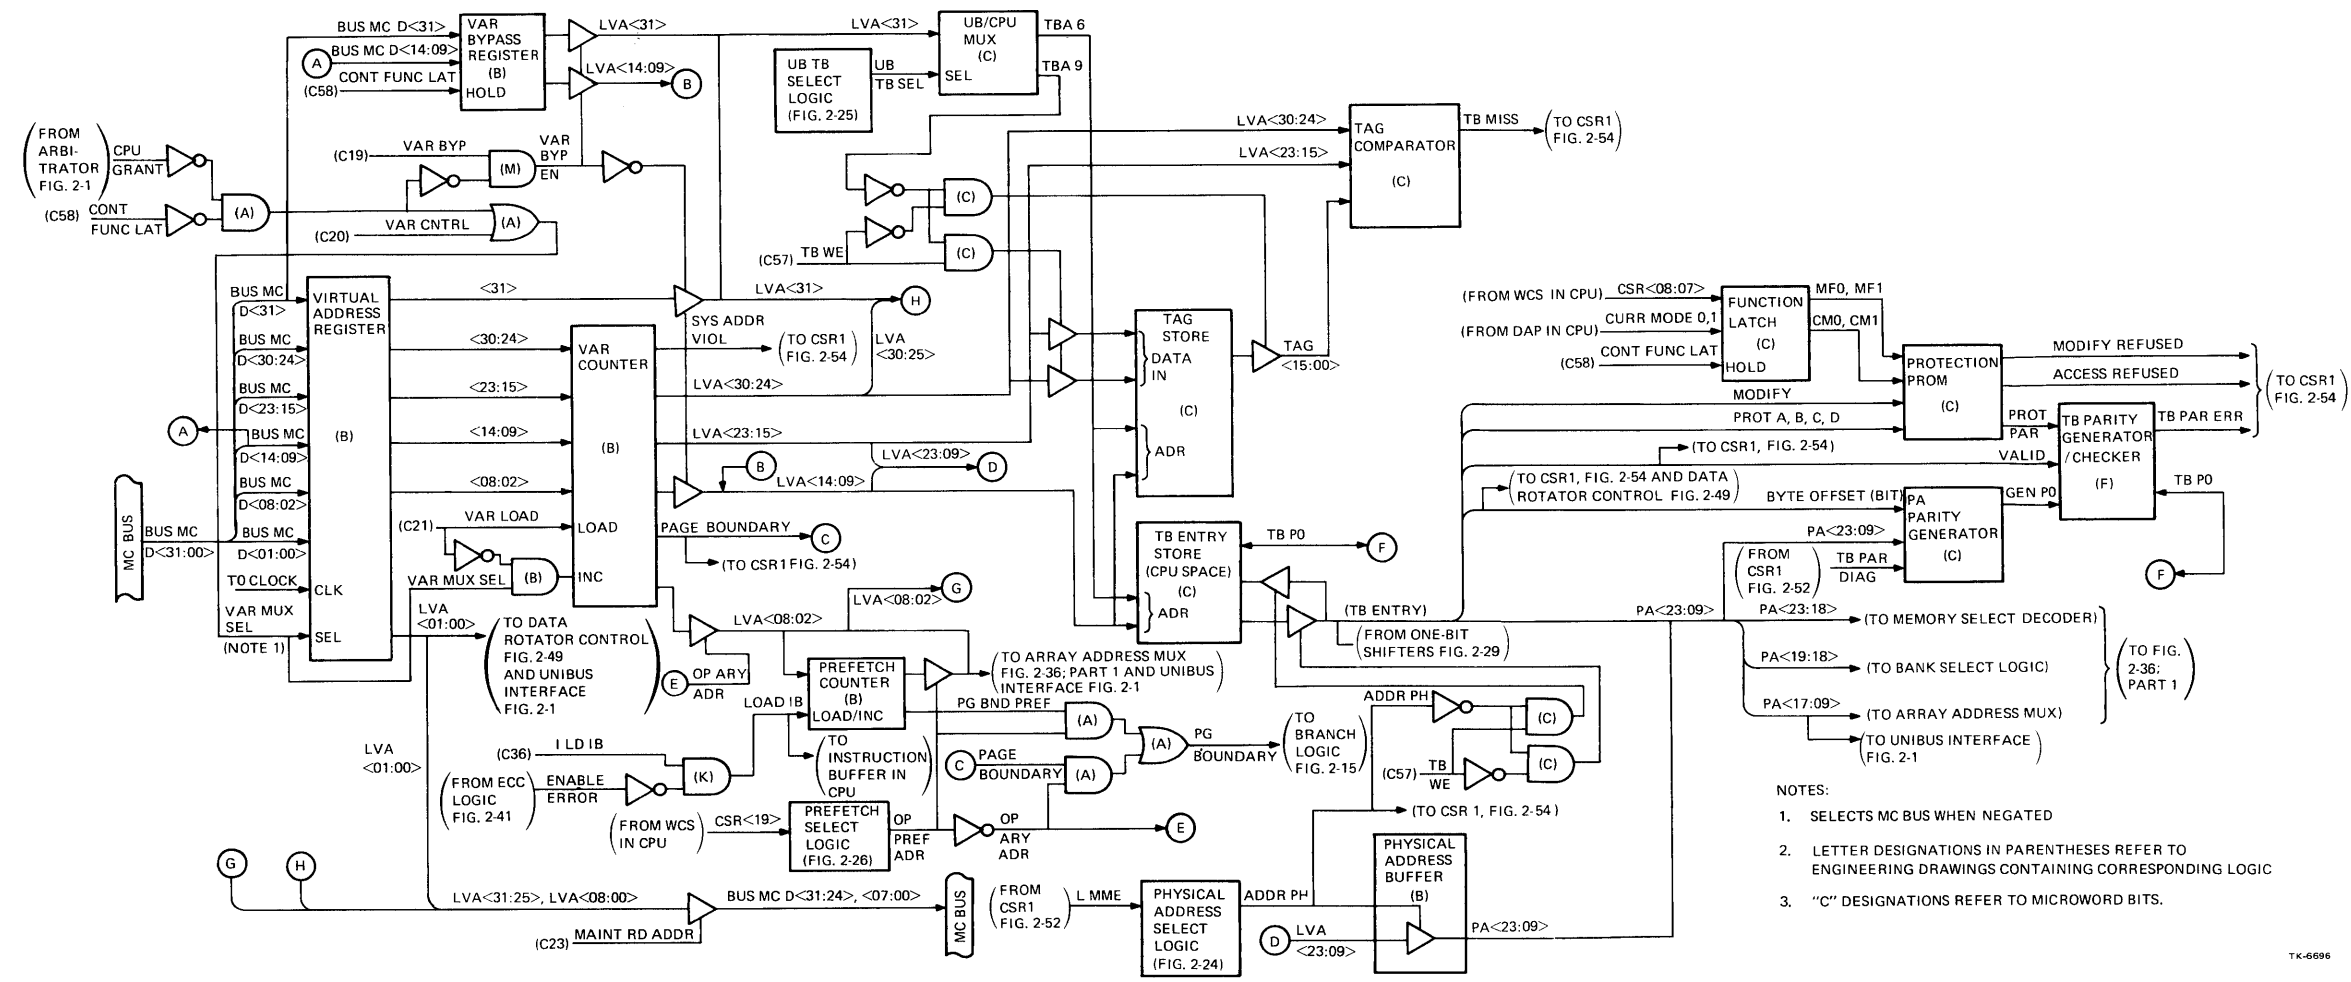 BUS MC D<31>
BUS MC D<14:09>
A
CONT FUNC LAT
(C58)
VAR
BYPASS
REGISTER
(B)
HOLD
LVA<31>
LVA<14:09>
B
LVA<31>
UB TB
SELECT
LOGIC
(FIG. 2-25)
UB
TB SEL
UB/CPU
MUX
(C)
SEL
TBA 6
TBA 9
(FROM
ARBI-
TRATOR
FIG. 2-1)
CPU
GRANT
(C58)
CONT
FUNC LAT
(A)
(C19)
VAR BYP
(M)
VAR
BYP
EN
(C20)
VAR CNTRL
(A)
(C57)
TB WE
(C)
(C)
LVA<30:24>
LVA<23:15>
TAG
COMPARATOR
(C)
TB MISS
(TO CSR1
FIG. 2-54)
BUS MC
D<31>
BUS MC
D<30:24>
BUS MC
D<23:15>
A
BUS MC
D<14:09>
BUS MC
D<08:02>
BUS MC
D<01:00>
MC BUS
BUS MC
D<31:00>
T0 CLOCK
VAR MUX
SEL
(NOTE 1)
VIRTUAL
ADDRESS
REGISTER
(B)
CLK
SEL
<31>
<30:24>
<23:15>
<14:09>
<08:02>
(C21)
VAR LOAD
VAR MUX SEL
(B)
LVA
<01:00>
VAR
COUNTER
(B)
LOAD
INC
LVA<31>
H
SYS ADDR
VIOL
(TO CSR1
FIG. 2-54)
LVA
<30:25>
LVA<30:24>
LVA<23:15>
LVA<23:09>
D
B
LVA<14:09>
PAGE BOUNDARY
C
(TO CSR1 FIG. 2-54)
(TO DATA
ROTATOR CONTROL
FIG. 2-49
AND UNIBUS
INTERFACE
FIG. 2-1)
LVA<08:02>
LVA<08:02>
G
E
OP ARY
ADR
PREFETCH
COUNTER
(B)
LOAD/INC
LOAD IB
(TO ARRAY ADDRESS MUX
FIG. 2-36; PART 1 AND UNIBUS
INTERFACE FIG. 2-1)
PG BND PREF
(A)
(A)
(A)
C
PAGE
BOUNDARY
PG
BOUNDARY
(TO
BRANCH
LOGIC
FIG. 2-15)
(C36)
I LD IB
(FROM ECC
LOGIC
FIG. 2-41)
ENABLE
ERROR
(K)
(TO
INSTRUCTION
BUFFER IN
CPU)
(FROM WCS
IN CPU)
CSR<19>
PREFETCH
SELECT
LOGIC
(FIG. 2-26)
OP
PREF
ADR
OP
ARY
ADR
E
LVA
<01:00>
G
H
LVA<31:25>, LVA<08:00>
(C23)
MAINT RD ADDR
BUS MC D<31:24>, <07:00>
MC BUS
TAG
STORE
DATA
IN
(C)
ADR
TAG
<15:00>
TB ENTRY
STORE
(CPU SPACE)
(C)
ADR
TB P0
F
(TB ENTRY)
(FROM ONE-BIT
SHIFTERS FIG. 2-29)
ADDR PH
(C57)
TB
WE
(C)
(C)
(TO CSR 1, FIG. 2-54)
(FROM
CSR1
FIG. 2-52)
L MME
PHYSICAL
ADDRESS
SELECT
LOGIC
(FIG. 2-24)
ADDR PH
PHYSICAL
ADDRESS
BUFFER
(B)
D
LVA
<23:09>
PA<23:09>
(FROM WCS IN CPU)
CSR<08:07>
(FROM DAP IN CPU)
CURR MODE 0,1
(C58)
CONT FUNC LAT
FUNCTION
LATCH
(C)
HOLD
MF0, MF1
CM0, CM1
MODIFY
PROT A, B, C, D
(TO CSR1, FIG. 2-54)
VALID
(TO CSR1, FIG. 2-54 AND DATA
ROTATOR CONTROL FIG. 2-49)
BYTE OFFSET (BIT)
PROTECTION
PROM
(C)
MODIFY REFUSED
ACCESS REFUSED
PROT
PAR
(TO CSR1
FIG. 2-54)
TB PARITY
GENERATOR
/CHECKER
(F)
TB PAR ERR
TB P0
F
PA
PARITY
GENERATOR
(C)
GEN P0
PA<23:09>
(FROM
CSR1
FIG. 2-52)
TB PAR
DIAG
PA<23:09>
PA<23:18>
(TO MEMORY SELECT DECODER)
PA<19:18>
(TO BANK SELECT LOGIC)
PA<17:09>
(TO ARRAY ADDRESS MUX)
(TO UNIBUS INTERFACE
FIG. 2-1)
(TO FIG.
2-36;
PART 1)
NOTES:
1. SELECTS MC BUS WHEN NEGATED
2. LETTER DESIGNATIONS IN PARENTHESES REFER TO
ENGINEERING DRAWINGS CONTAINING CORRESPONDING LOGIC
3. "C" DESIGNATIONS REFER TO MICROWORD BITS.
TK-6696